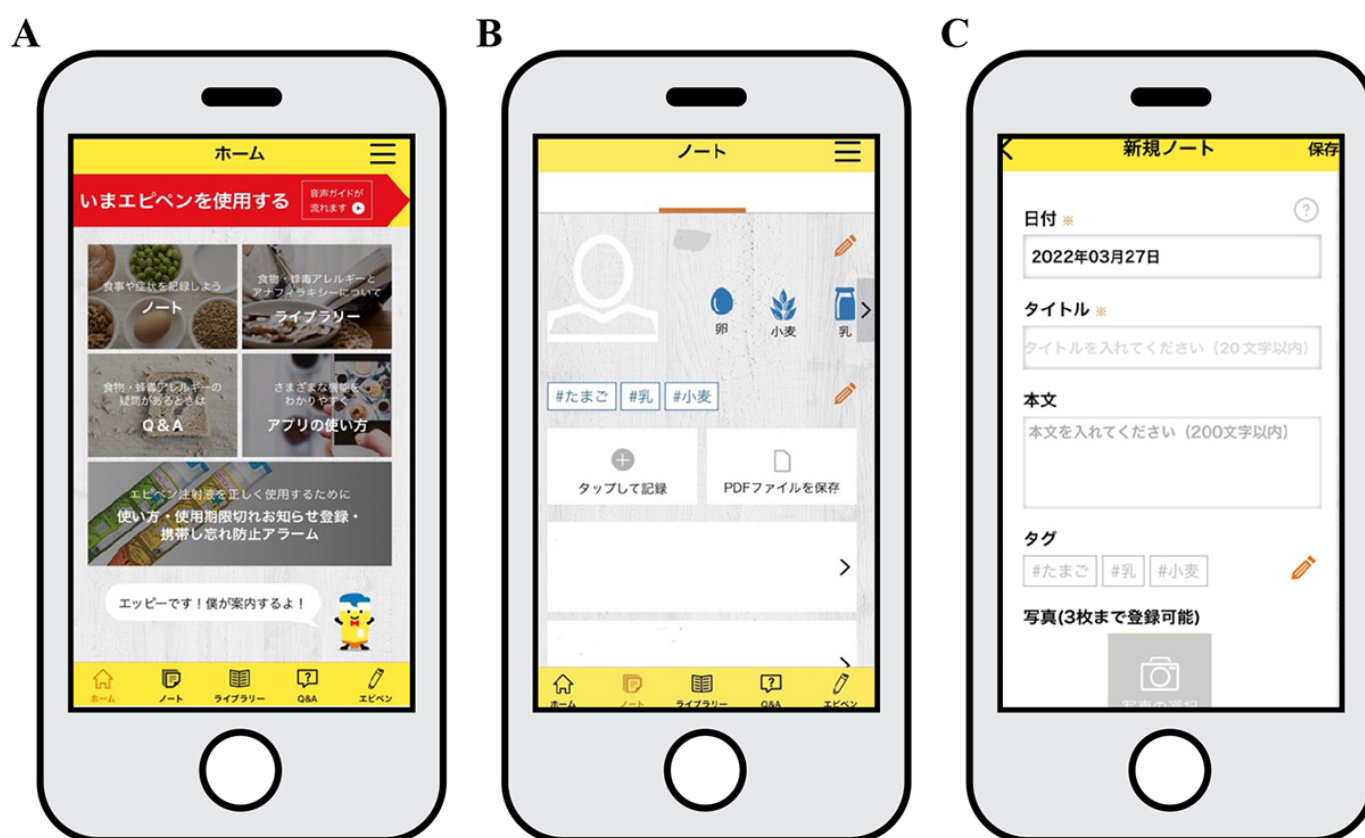 A
ホーム
いまエピペンを使用する
音声ガイドが
流れます
食事や症状を記録しよう
ノート
食物・蜂毒アレルギーと
アナフィラキシーについて
ライブラリー
食物・蜂毒アレルギーの
疑問があるときは
Q&A
さまざまな機能を
わかりやすく
アプリの使い方
エピペン注射液を正しく使用するために
使い方・使用期限切れお知らせ登録・
携帯し忘れ防止アラーム
エッピーです！僕が案内するよ！
ホーム
ノート
ライブラリー
Q&A
エピペン
B
ノート
卵
小麦
乳
#たまご #乳 #小麦
タップして記録
PDFファイルを保存
ホーム
ノート
ライブラリー
Q&A
エピペン
C
新規ノート
保存
日付 ※
2022年03月27日
タイトル ※
タイトルを入れてください（20文字以内）
本文
本文を入れてください（200文字以内）
タグ
#たまご #乳 #小麦
写真(3枚まで登録可能)
写真の選択